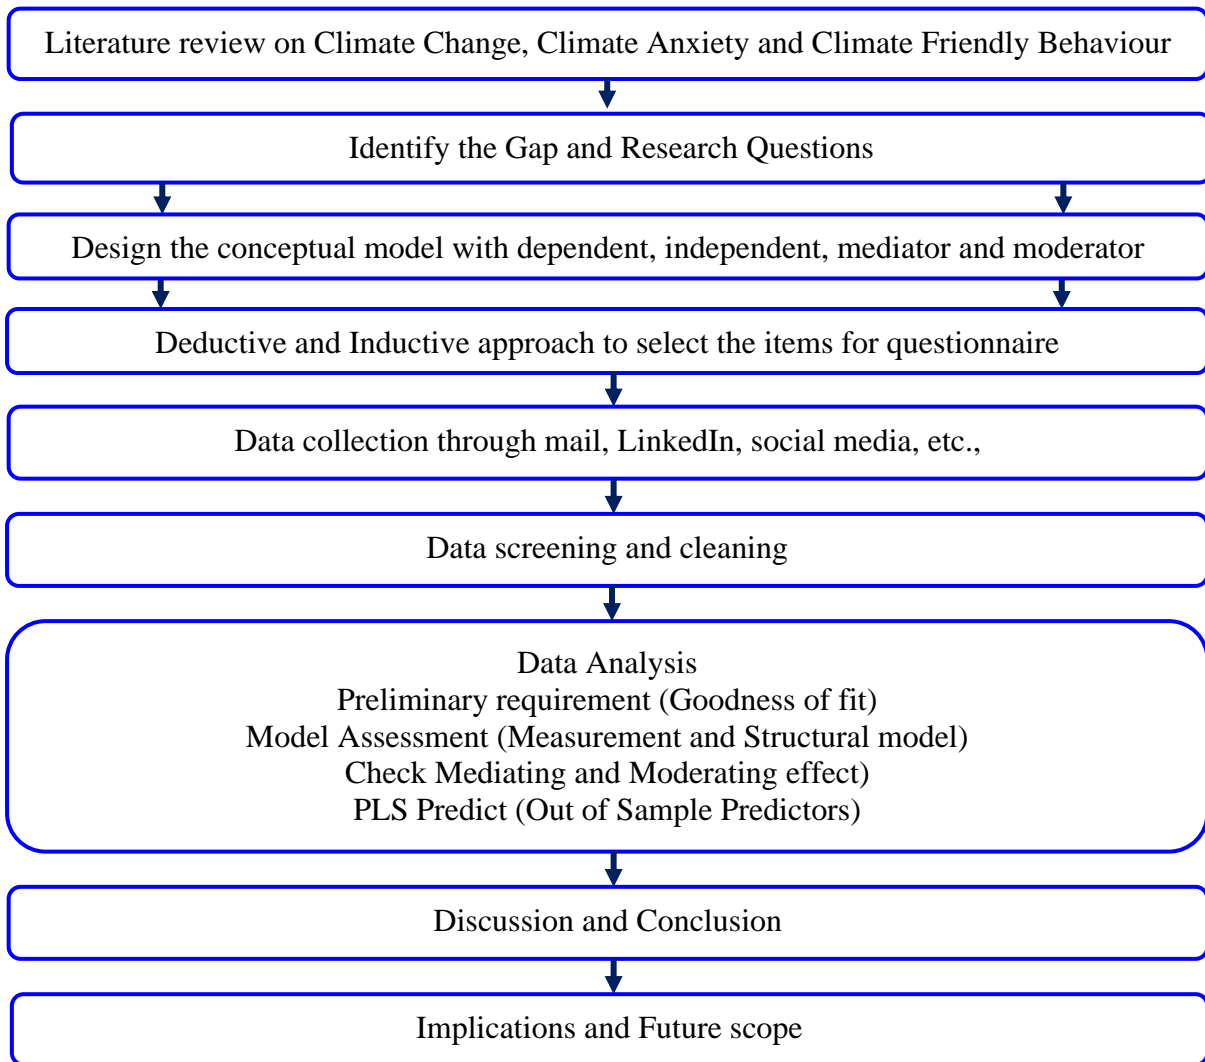 Literature review on Climate Change, Climate Anxiety and Climate Friendly Behaviour
Identify the Gap and Research Questions
Design the conceptual model with dependent, independent, mediator and moderator
Deductive and Inductive approach to select the items for questionnaire
Data collection through mail, LinkedIn, social media, etc.,
Data screening and cleaning
Data Analysis
Preliminary requirement (Goodness of fit)
Model Assessment (Measurement and Structural model)
Check Mediating and Moderating effect)
PLS Predict (Out of Sample Predictors)
Discussion and Conclusion
Implications and Future scope